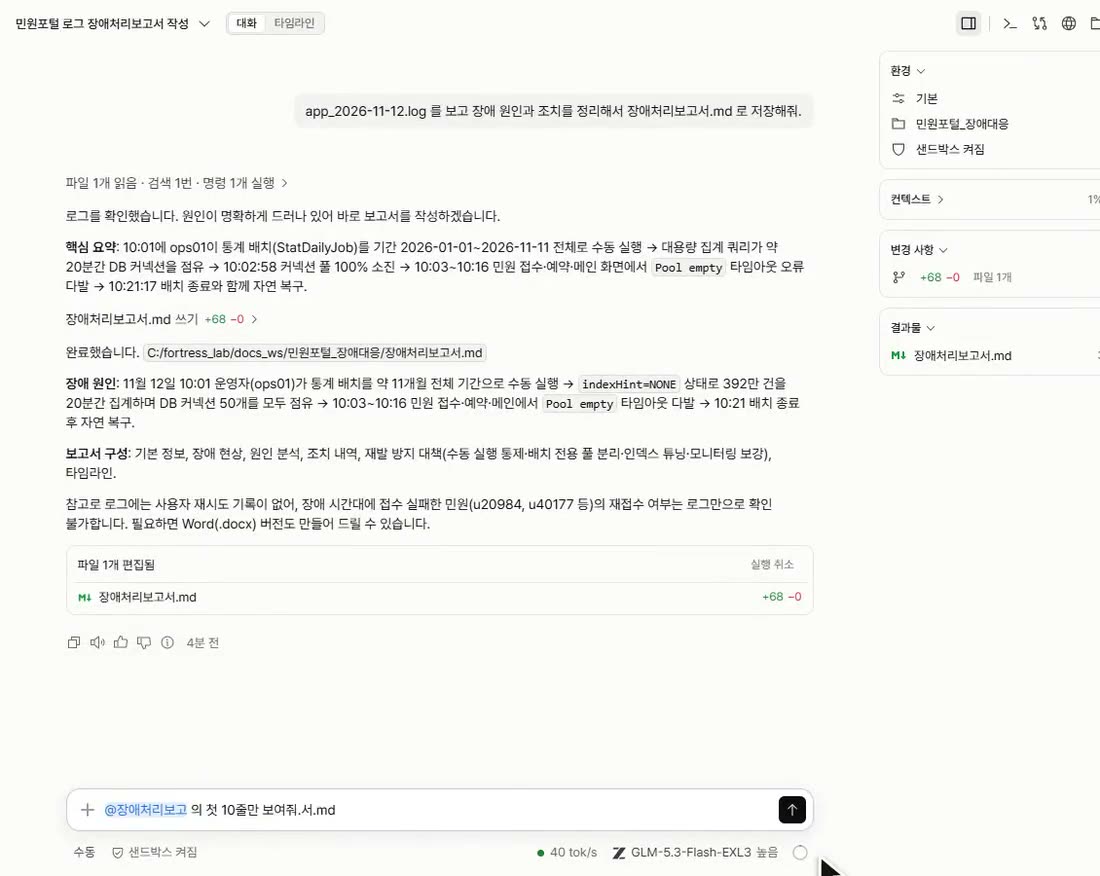 민원포털 로그 장애처리보고서 작성
대화 타임라인
app_2026-11-12.log 를 보고 장애 원인과 조치를 정리해서 장애처리보고서.md 로 저장해줘.
파일 1개 읽음 · 검색 1번 · 명령 1개 실행
로그를 확인했습니다. 원인이 명확하게 드러나 있어 바로 보고서를 작성하겠습니다.
핵심 요약: 10:01에 ops01이 통계 배치(StatDailyJob)를 기간 2026-01-01~2026-11-11 전체로 수동 실행 → 대용량 집계 쿼리가 약
20분간 DB 커넥션을 점유 → 10:02:58 커넥션 풀 100% 소진 → 10:03~10:16 민원 접수·예약·메인 화면에서 Pool empty 타임아웃 오류
다발 → 10:21:17 배치 종료와 함께 자연 복구.
장애처리보고서.md 쓰기 +68 −0
완료했습니다. C:/fortress_lab/docs_ws/민원포털_장애대응/장애처리보고서.md
장애 원인: 11월 12일 10:01 운영자(ops01)가 통계 배치를 약 11개월 전체 기간으로 수동 실행 → indexHint=NONE 상태로 392만 건을
20분간 집계하며 DB 커넥션 50개를 모두 점유 → 10:03~10:16 민원 접수·예약·메인에서 Pool empty 타임아웃 다발 → 10:21 배치 종료
후 자연 복구.
보고서 구성: 기본 정보, 장애 현상, 원인 분석, 조치 내역, 재발 방지 대책(수동 실행 통제·배치 전용 풀 분리·인덱스 튜닝·모니터링 보강),
타임라인.
참고로 로그에는 사용자 재시도 기록이 없어, 장애 시간대에 접수 실패한 민원(u20984, u40177 등)의 재접수 여부는 로그만으로 확인
불가합니다. 필요하면 Word(.docx) 버전도 만들어 드릴 수 있습니다.
파일 1개 편집됨 실행 취소
M↓ 장애처리보고서.md +68 −0
4분 전
@장애처리보고 의 첫 10줄만 보여줘.서.md
수동 샌드박스 켜짐 40 tok/s GLM-5.3-Flash-EXL3 높음
환경
기본
민원포털_장애대응
샌드박스 켜짐
컨텍스트 1%
변경 사항
+68 −0 파일 1개
결과물
M↓ 장애처리보고서.md